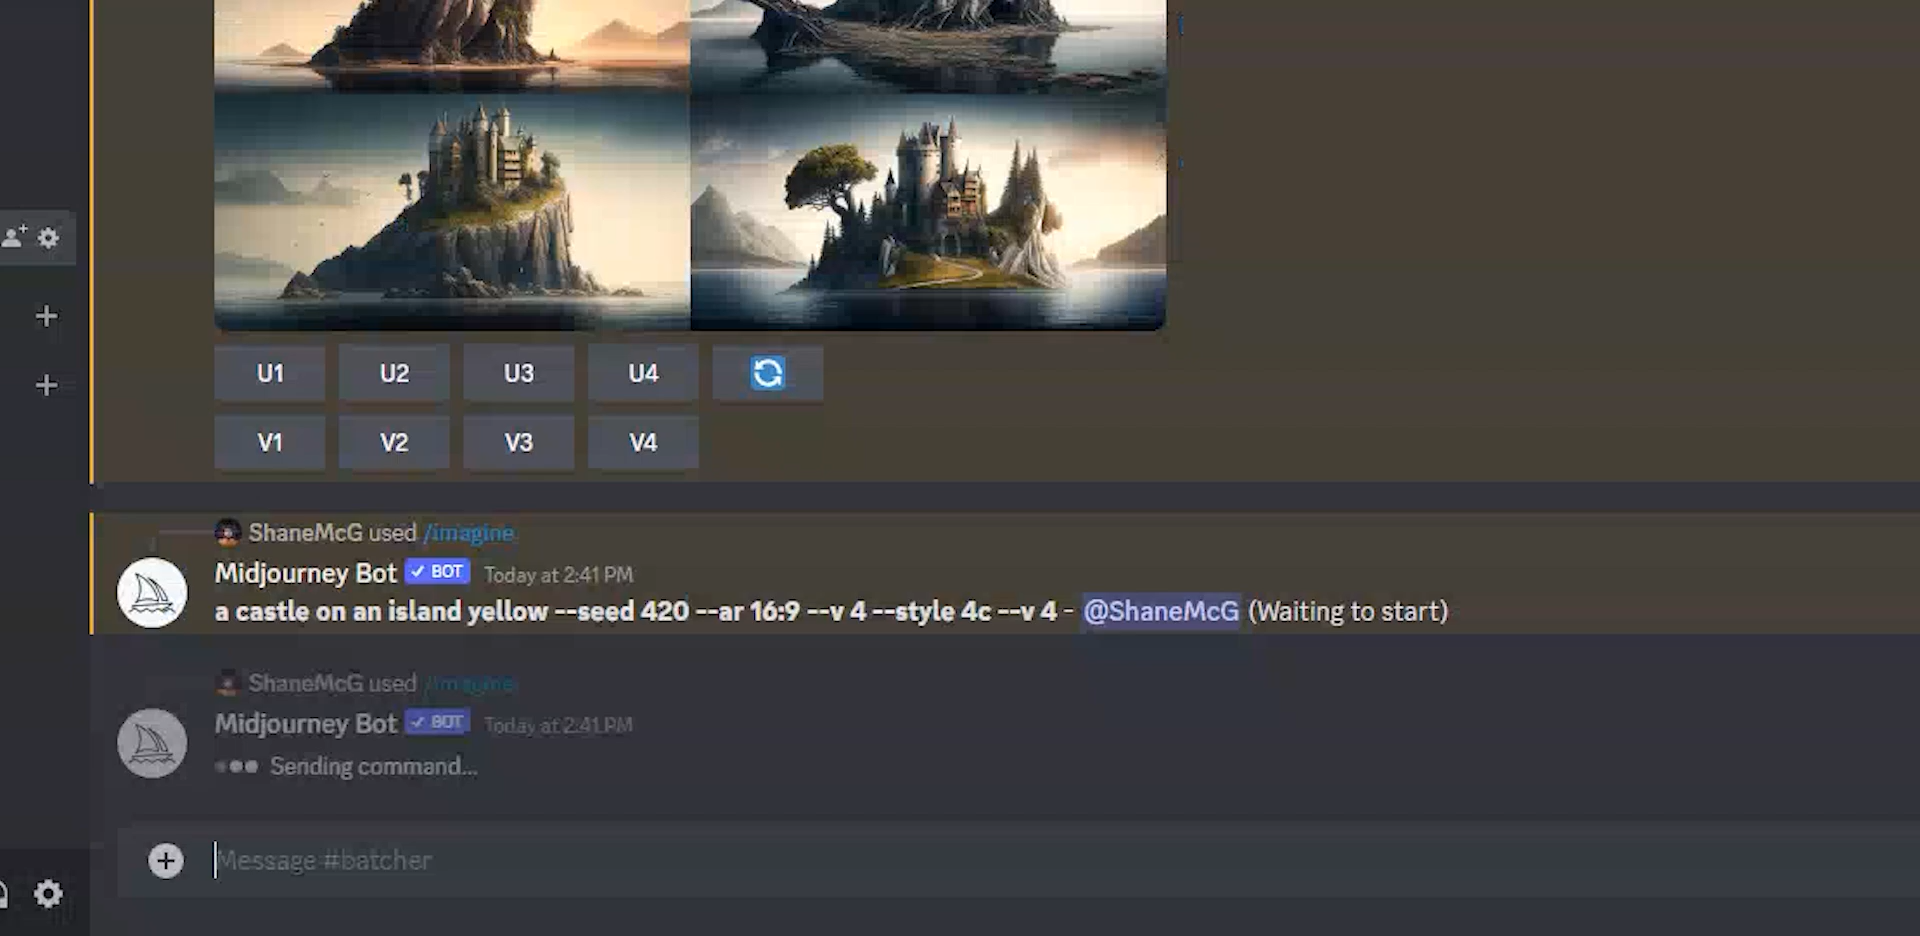 U1 U2 U3 U4
V1 V2 V3 V4
ShaneMcG used /imagine
Midjourney Bot ✓ BOT Today at 2:41 PM
a castle on an island yellow --seed 420 --ar 16:9 --v 4 --style 4c --v 4 - @ShaneMcG (Waiting to start)
ShaneMcG used /imagine
Midjourney Bot ✓ BOT Today at 2:41 PM
Sending command...
Message #batcher